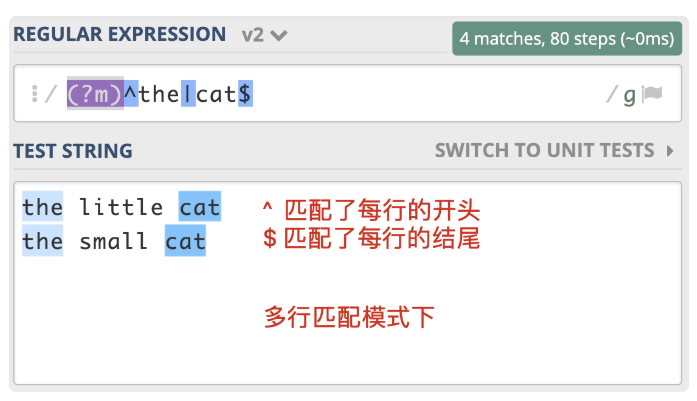 REGULAR EXPRESSION v2
4 matches, 80 steps (~0ms)
/ (?m)^the|cat$ / g
TEST STRING
SWITCH TO UNIT TESTS
the little cat
the small cat
^ 匹配了每行的开头
$ 匹配了每行的结尾
多行匹配模式下